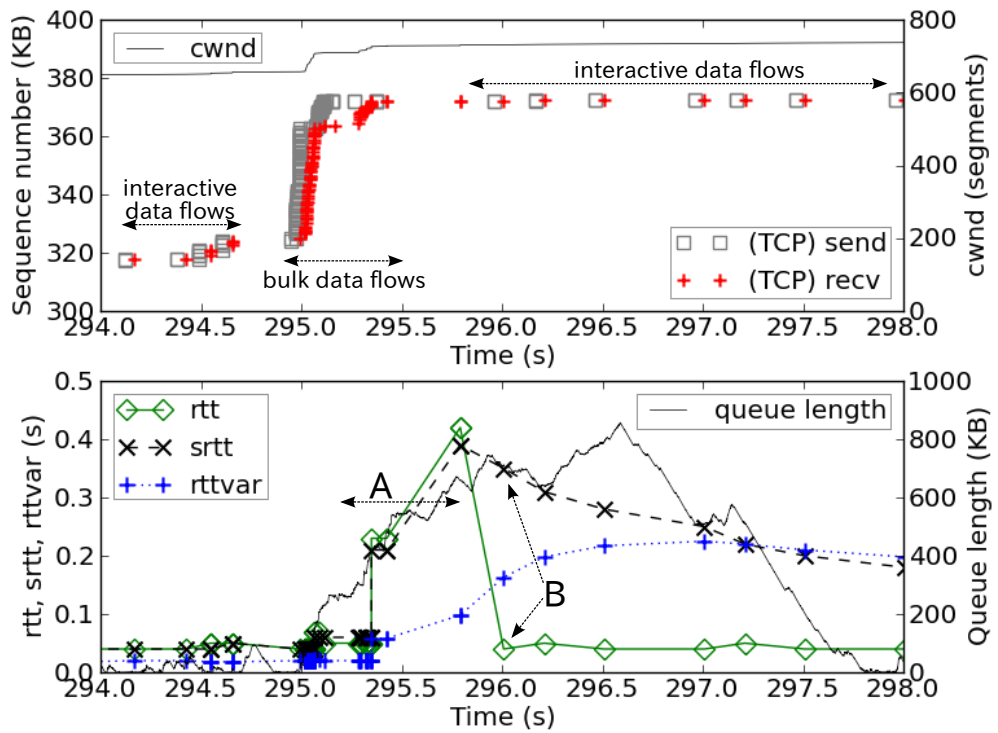 400
800
cwnd
interactive data flows
380
700
600
360
500
Sequence number (KB)
cwnd (segments)
400
340
interactive
data flows
300
200
320
(TCP) send
bulk data flows
(TCP) recv
100
300
0
294.0 294.5 295.0 295.5 296.0 296.5 297.0 297.5 298.0
Time (s)
0.5
1000
rtt
queue length
srtt
0.4
800
rttvar
A
0.3
600
rtt, srtt, rttvar (s)
Queue length (KB)
0.2
400
B
0.1
200
0.0
0
294.0 294.5 295.0 295.5 296.0 296.5 297.0 297.5 298.0
Time (s)